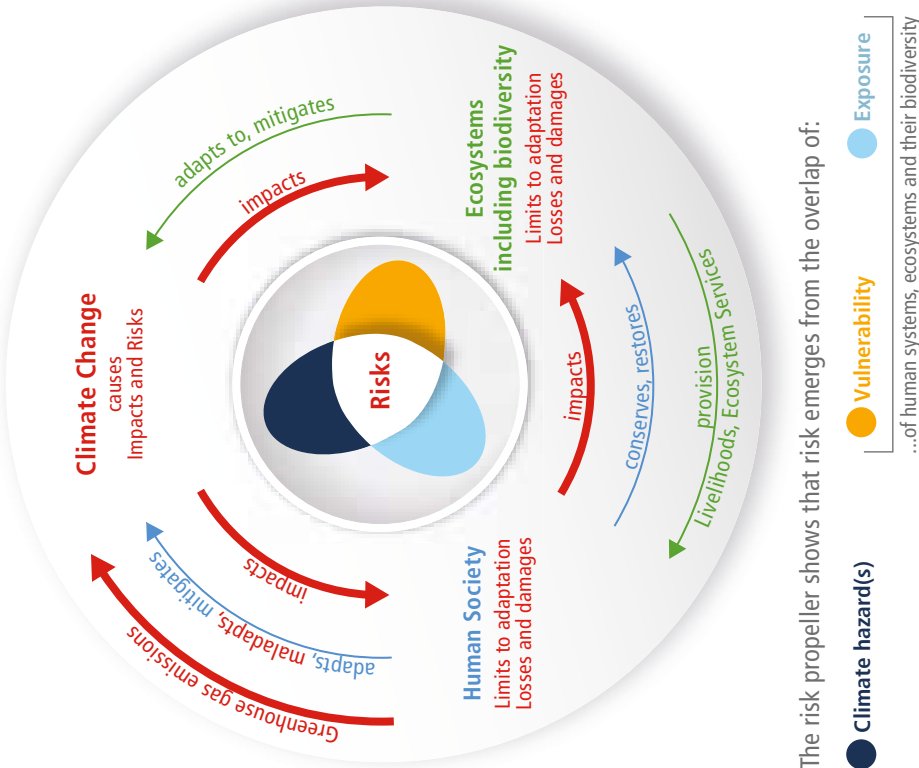 Climate Change
causes
Impacts and Risks
Greenhouse gas emissions
adapts, maladapts, mitigates
impacts
impacts
adapts to, mitigates
Risks
Human Society
Limits to adaptation
Losses and damages
Ecosystems
including biodiversity
Limits to adaptation
Losses and damages
impacts
conserves, restores
provision
Livelihoods, Ecosystem Services
The risk propeller shows that risk emerges from the overlap of:
Climate hazard(s)
Vulnerability
Exposure
...of human systems, ecosystems and their biodiversity